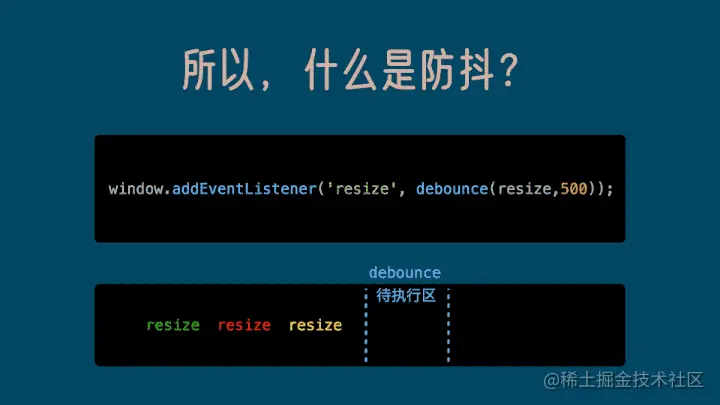 所以，什么是防抖？
window.addEventListener('resize', debounce(resize,500));
debounce
待执行区
resize resize resize
@稀土掘金技术社区